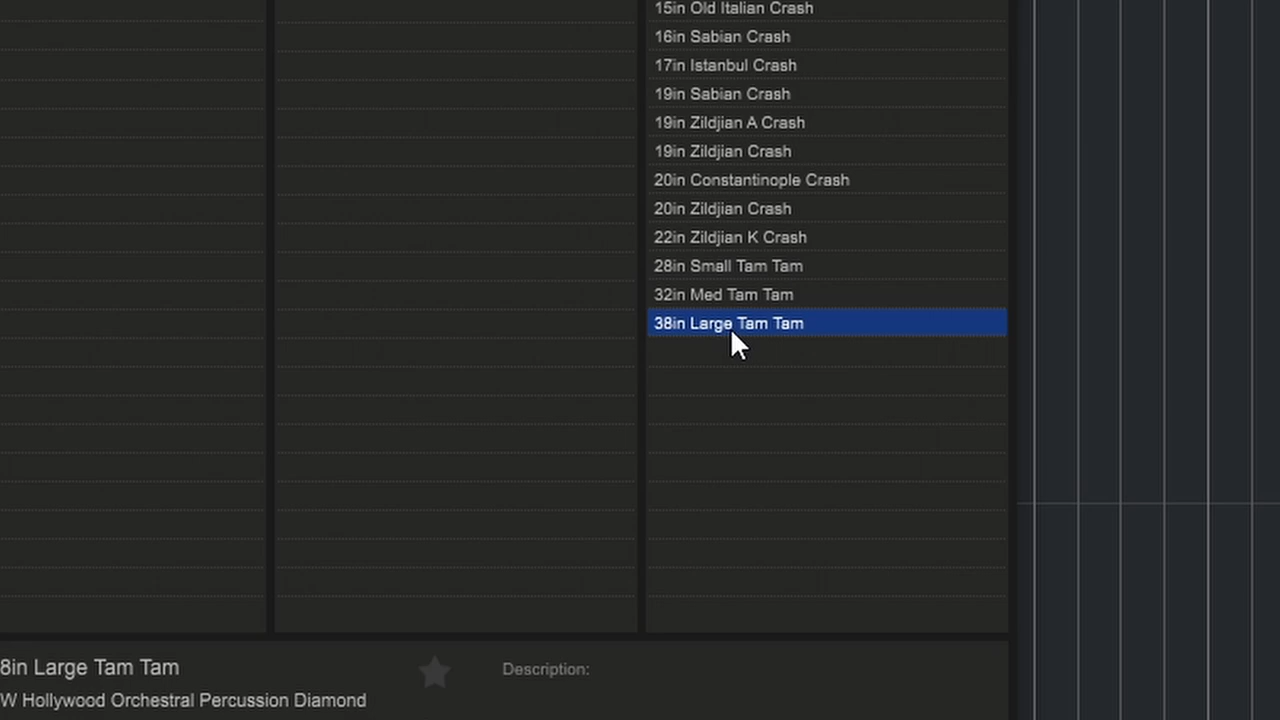 15in Old Italian Crash
16in Sabian Crash
17in Istanbul Crash
19in Sabian Crash
19in Zildjian A Crash
19in Zildjian Crash
20in Constantinople Crash
20in Zildjian Crash
22in Zildjian K Crash
28in Small Tam Tam
32in Med Tam Tam
38in Large Tam Tam
8in Large Tam Tam
Description:
W Hollywood Orchestral Percussion Diamond